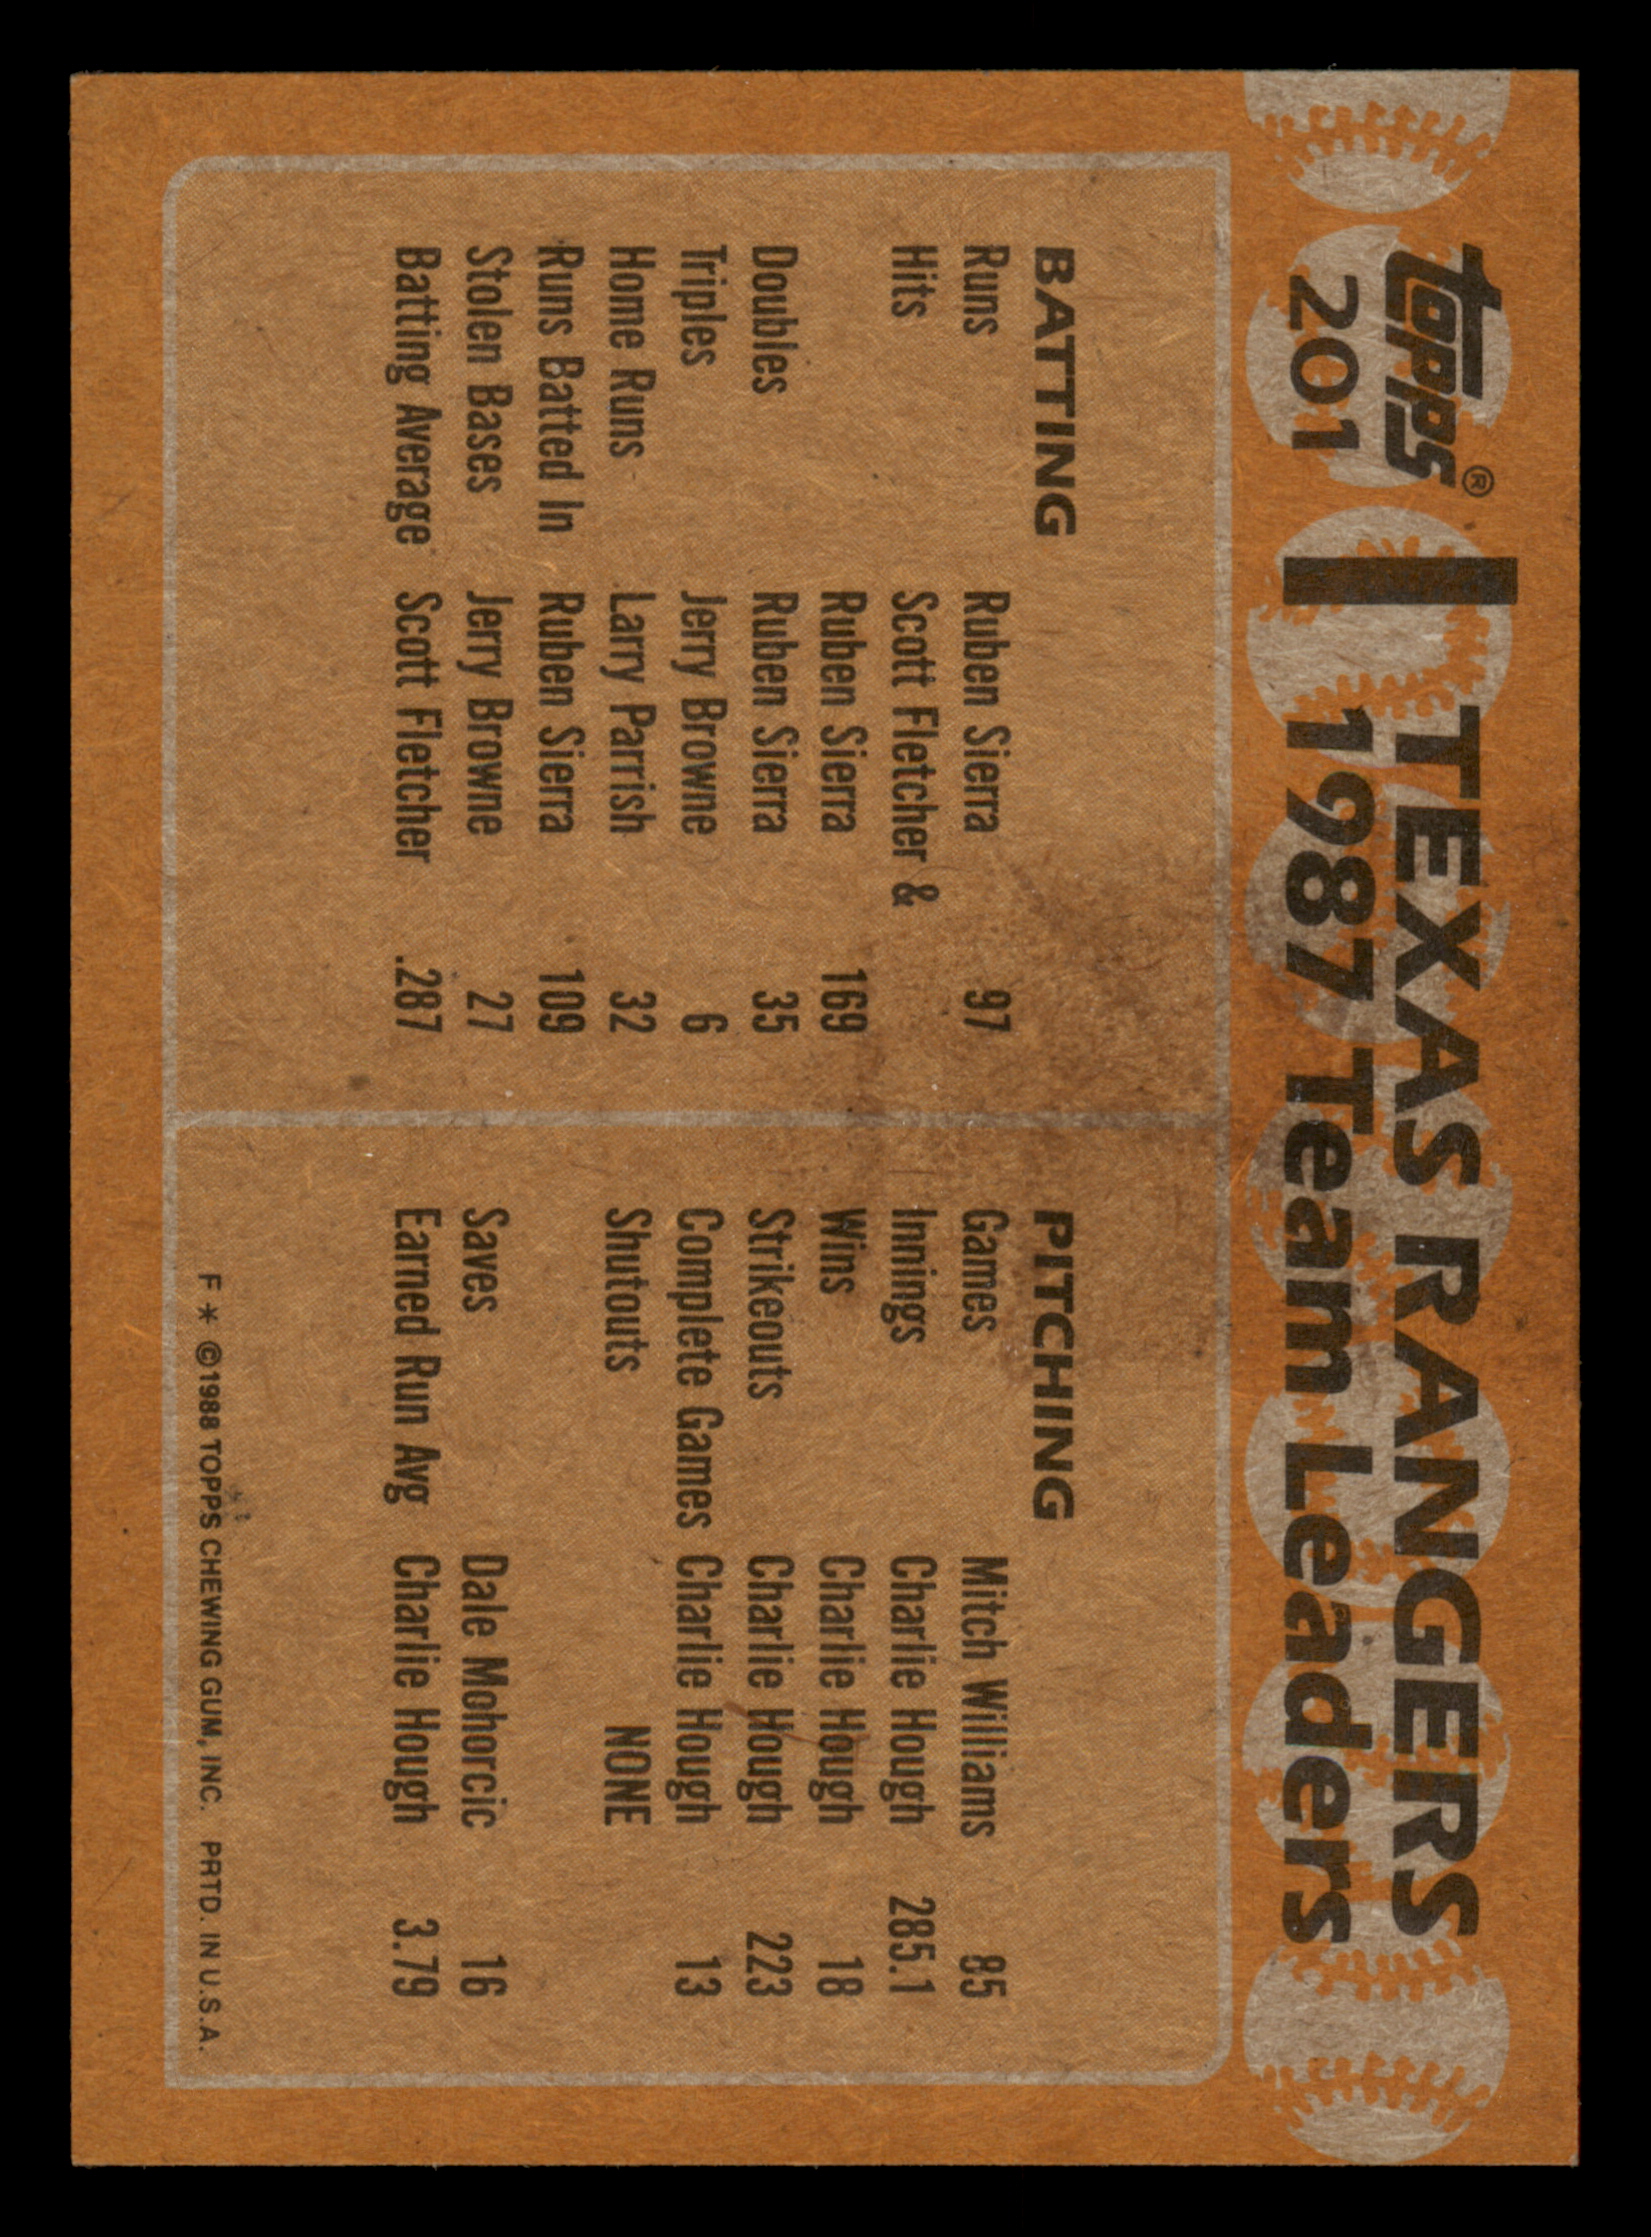 topps®
201
TEXAS RANGERS
1987 Team Leaders
BATTING
Runs Ruben Sierra 97
Hits Scott Fletcher &
Ruben Sierra 169
Doubles Ruben Sierra 35
Triples Jerry Browne 6
Home Runs Larry Parrish 32
Runs Batted In Ruben Sierra 109
Stolen Bases Jerry Browne 27
Batting Average Scott Fletcher .287
PITCHING
Games Mitch Williams 85
Innings Charlie Hough 285.1
Wins Charlie Hough 18
Strikeouts Charlie Hough 223
Complete Games Charlie Hough 13
Shutouts NONE
Saves Dale Mohorcic 16
Earned Run Avg Charlie Hough 3.79
F * ©1988 TOPPS CHEWING GUM, INC. PRTD. IN U.S.A.